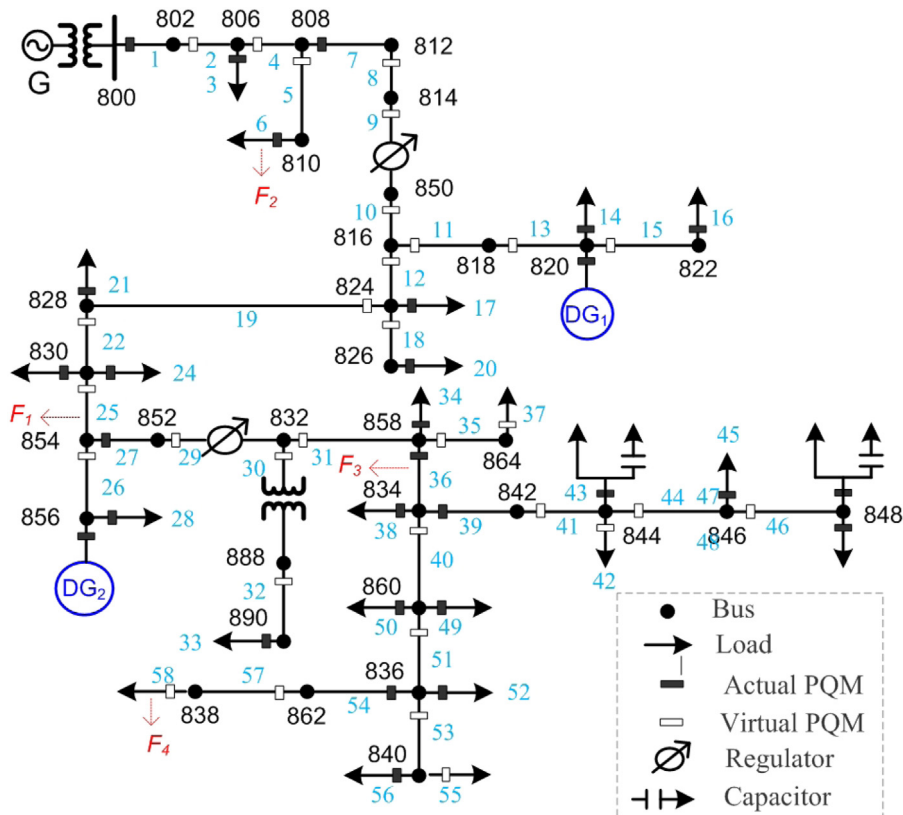 802 806 808
1 2 4 7 812
G 800 3 5 8
814
6 9
810
F2 850
10 11 13 14 15 16
816 818 820 822
21 824 12
828 19 17 DG1
22 18
830 826
24 20
F1 25 852 832 858 34 35 37
854 27 29 30 31 F3 36 864
26 834 842 43 44 45 47 848
856 28 38 39 41 844 48 846 46
DG2 888 40 42
32 860
33 890 50 49
51
58 57 54 836 52
838 862 53
F4 840
56 55
Bus
Load
Actual PQM
Virtual PQM
Regulator
Capacitor